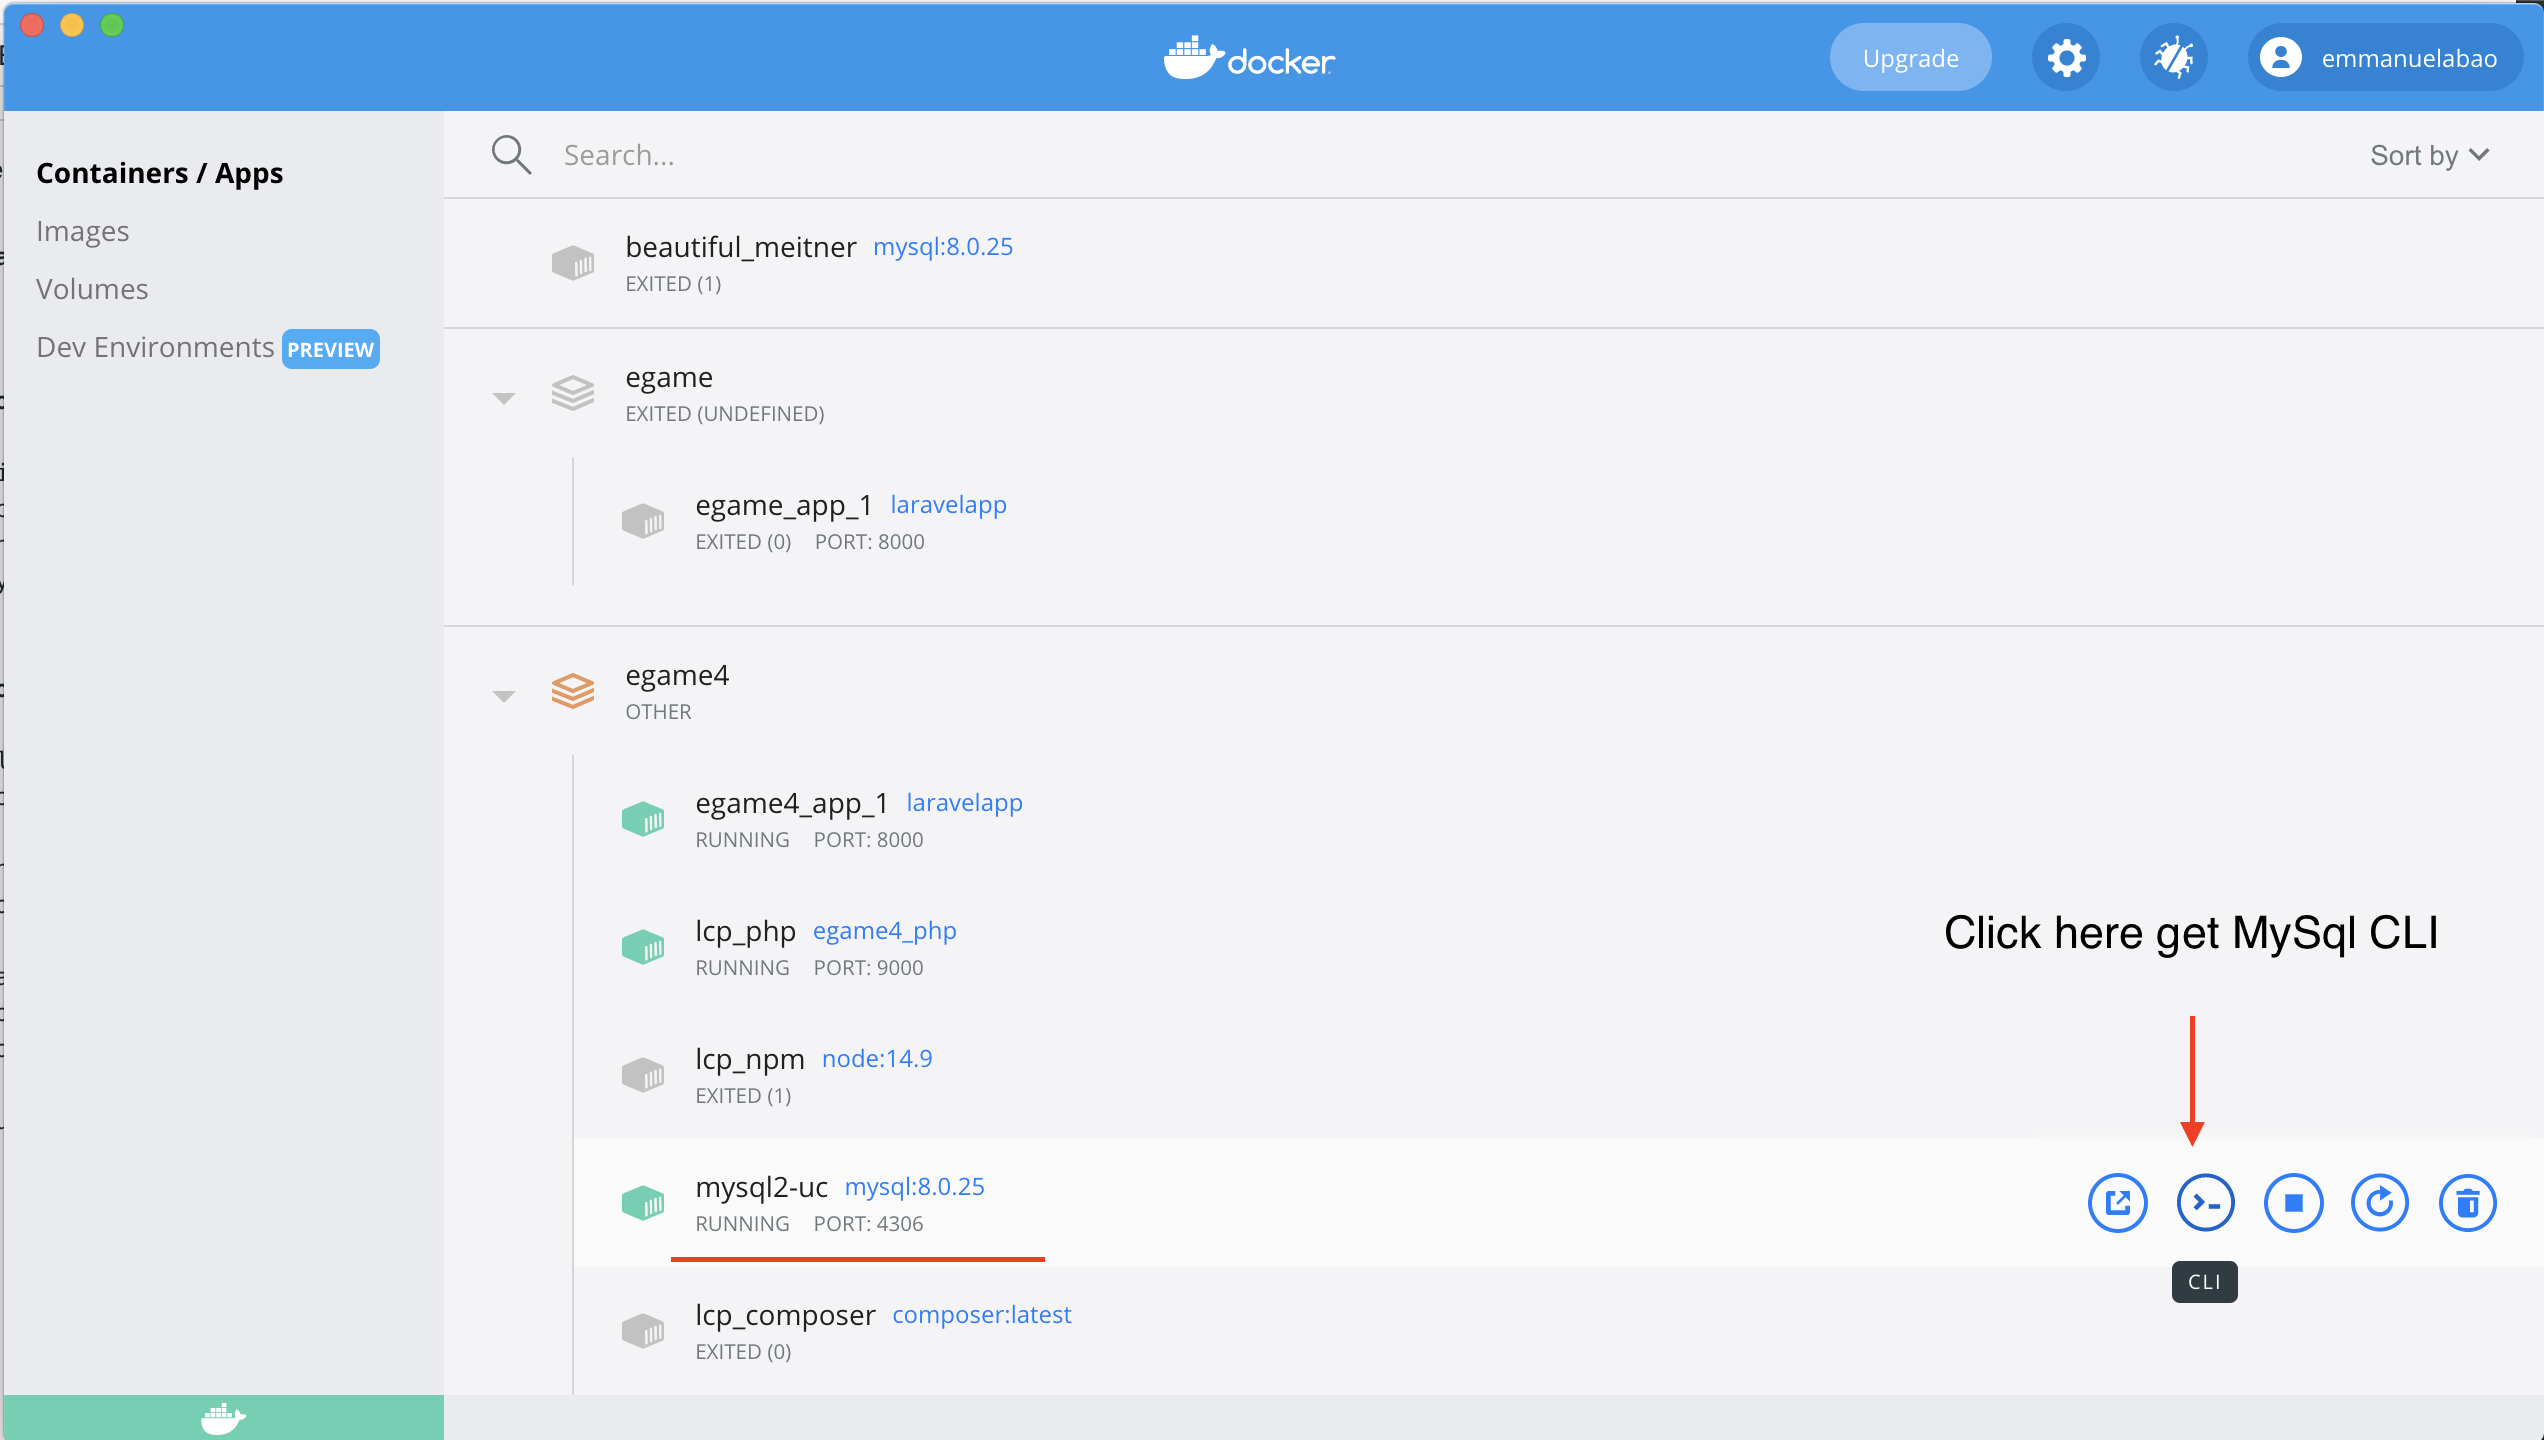 docker
Upgrade
emmanuelabao
Containers / Apps
Images
Volumes
Dev Environments PREVIEW
Search...
Sort by
beautiful_meitner mysql:8.0.25
EXITED (1)
egame
EXITED (UNDEFINED)
egame_app_1 laravelapp
EXITED (0) PORT: 8000
egame4
OTHER
egame4_app_1 laravelapp
RUNNING PORT: 8000
lcp_php egame4_php
RUNNING PORT: 9000
Click here get MySql CLI
lcp_npm node:14.9
EXITED (1)
mysql2-uc mysql:8.0.25
RUNNING PORT: 4306
CLI
lcp_composer composer:latest
EXITED (0)